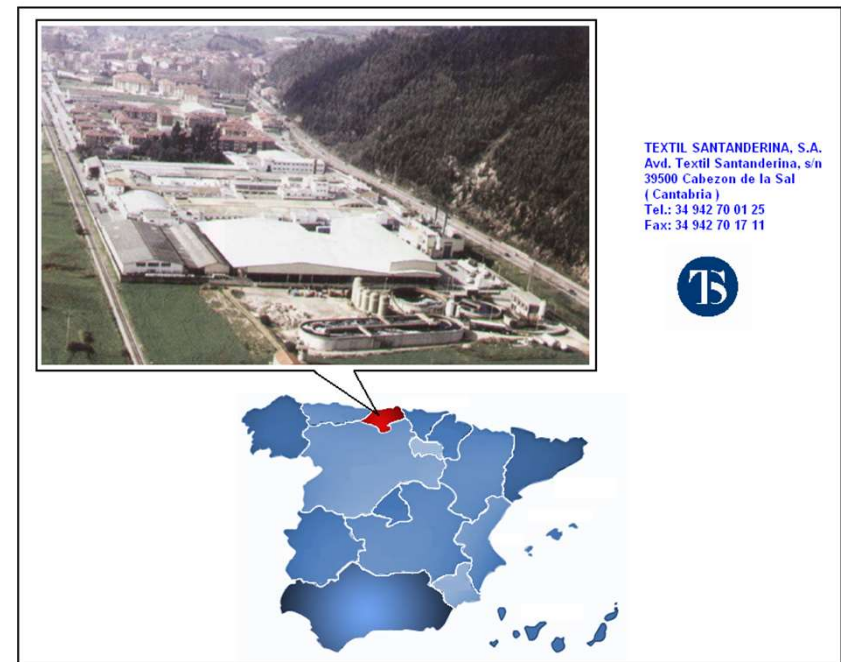 TEXTIL SANTANDERINA, S.A.
Avd. Textil Santanderina, s/n
39500 Cabezon de la Sal
( Cantabria )
Tel.: 34 942 70 01 25
Fax: 34 942 70 17 11
TS